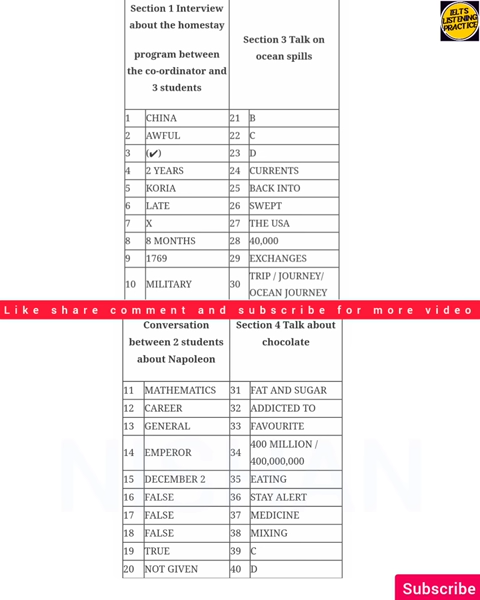 IELTS
LISTENING
PRACTICE
Section 1 Interview
about the homestay
program between
the co-ordinator and
3 students
Section 3 Talk on
ocean spills
1 CHINA 21 B
2 AWFUL 22 C
3 (✔) 23 D
4 2 YEARS 24 CURRENTS
5 KORIA 25 BACK INTO
6 LATE 26 SWEPT
7 X 27 THE USA
8 8 MONTHS 28 40,000
9 1769 29 EXCHANGES
10 MILITARY 30 TRIP / JOURNEY/
OCEAN JOURNEY
Like share comment and subscribe for more video
Conversation
between 2 students
about Napoleon
Section 4 Talk about
chocolate
11 MATHEMATICS 31 FAT AND SUGAR
12 CAREER 32 ADDICTED TO
13 GENERAL 33 FAVOURITE
14 EMPEROR 34 400 MILLION /
400,000,000
15 DECEMBER 2 35 EATING
16 FALSE 36 STAY ALERT
17 FALSE 37 MEDICINE
18 FALSE 38 MIXING
19 TRUE 39 C
20 NOT GIVEN 40 D
Subscribe